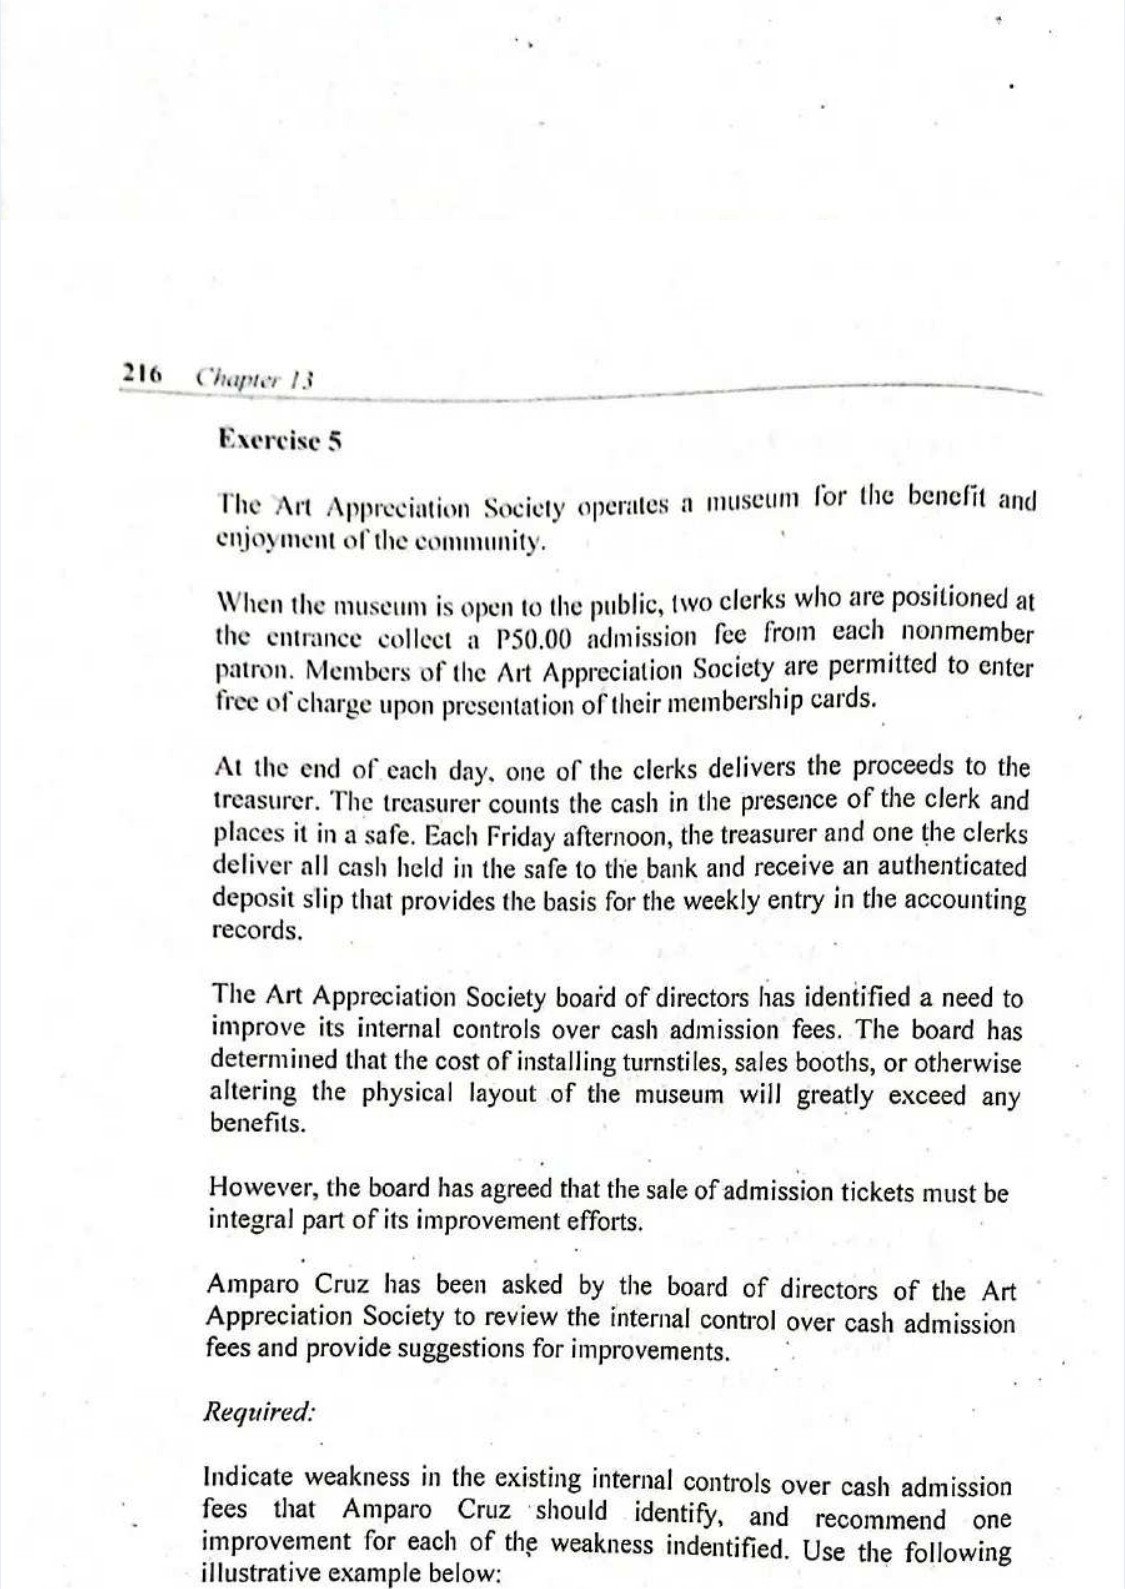 216 Chapter 13
Exercise 5
The Art Appreciation Society operates a museum for the benefit and
enjoyment of the community.
When the museum is open to the public, two clerks who are positioned at
the entrance collect a P50.00 admission fee from each nonmember
patron. Members of the Art Appreciation Society are permitted to enter
free of charge upon presentation of their membership cards.
At the end of each day, one of the clerks delivers the proceeds to the
treasurer. The treasurer counts the cash in the presence of the clerk and
places it in a safe. Each Friday afternoon, the treasurer and one the clerks
deliver all cash held in the safe to the bank and receive an authenticated
deposit slip that provides the basis for the weekly entry in the accounting
records.
The Art Appreciation Society board of directors has identified a need to
improve its internal controls over cash admission fees. The board has
determined that the cost of installing turnstiles, sales booths, or otherwise
altering the physical layout of the museum will greatly exceed any
benefits.
However, the board has agreed that the sale of admission tickets must be
integral part of its improvement efforts.
Amparo Cruz has been asked by the board of directors of the Art
Appreciation Society to review the internal control over cash admission
fees and provide suggestions for improvements.
Required:
Indicate weakness in the existing internal controls over cash admission
fees that Amparo Cruz should identify, and recommend one
improvement for each of the weakness indentified. Use the following
illustrative example below: